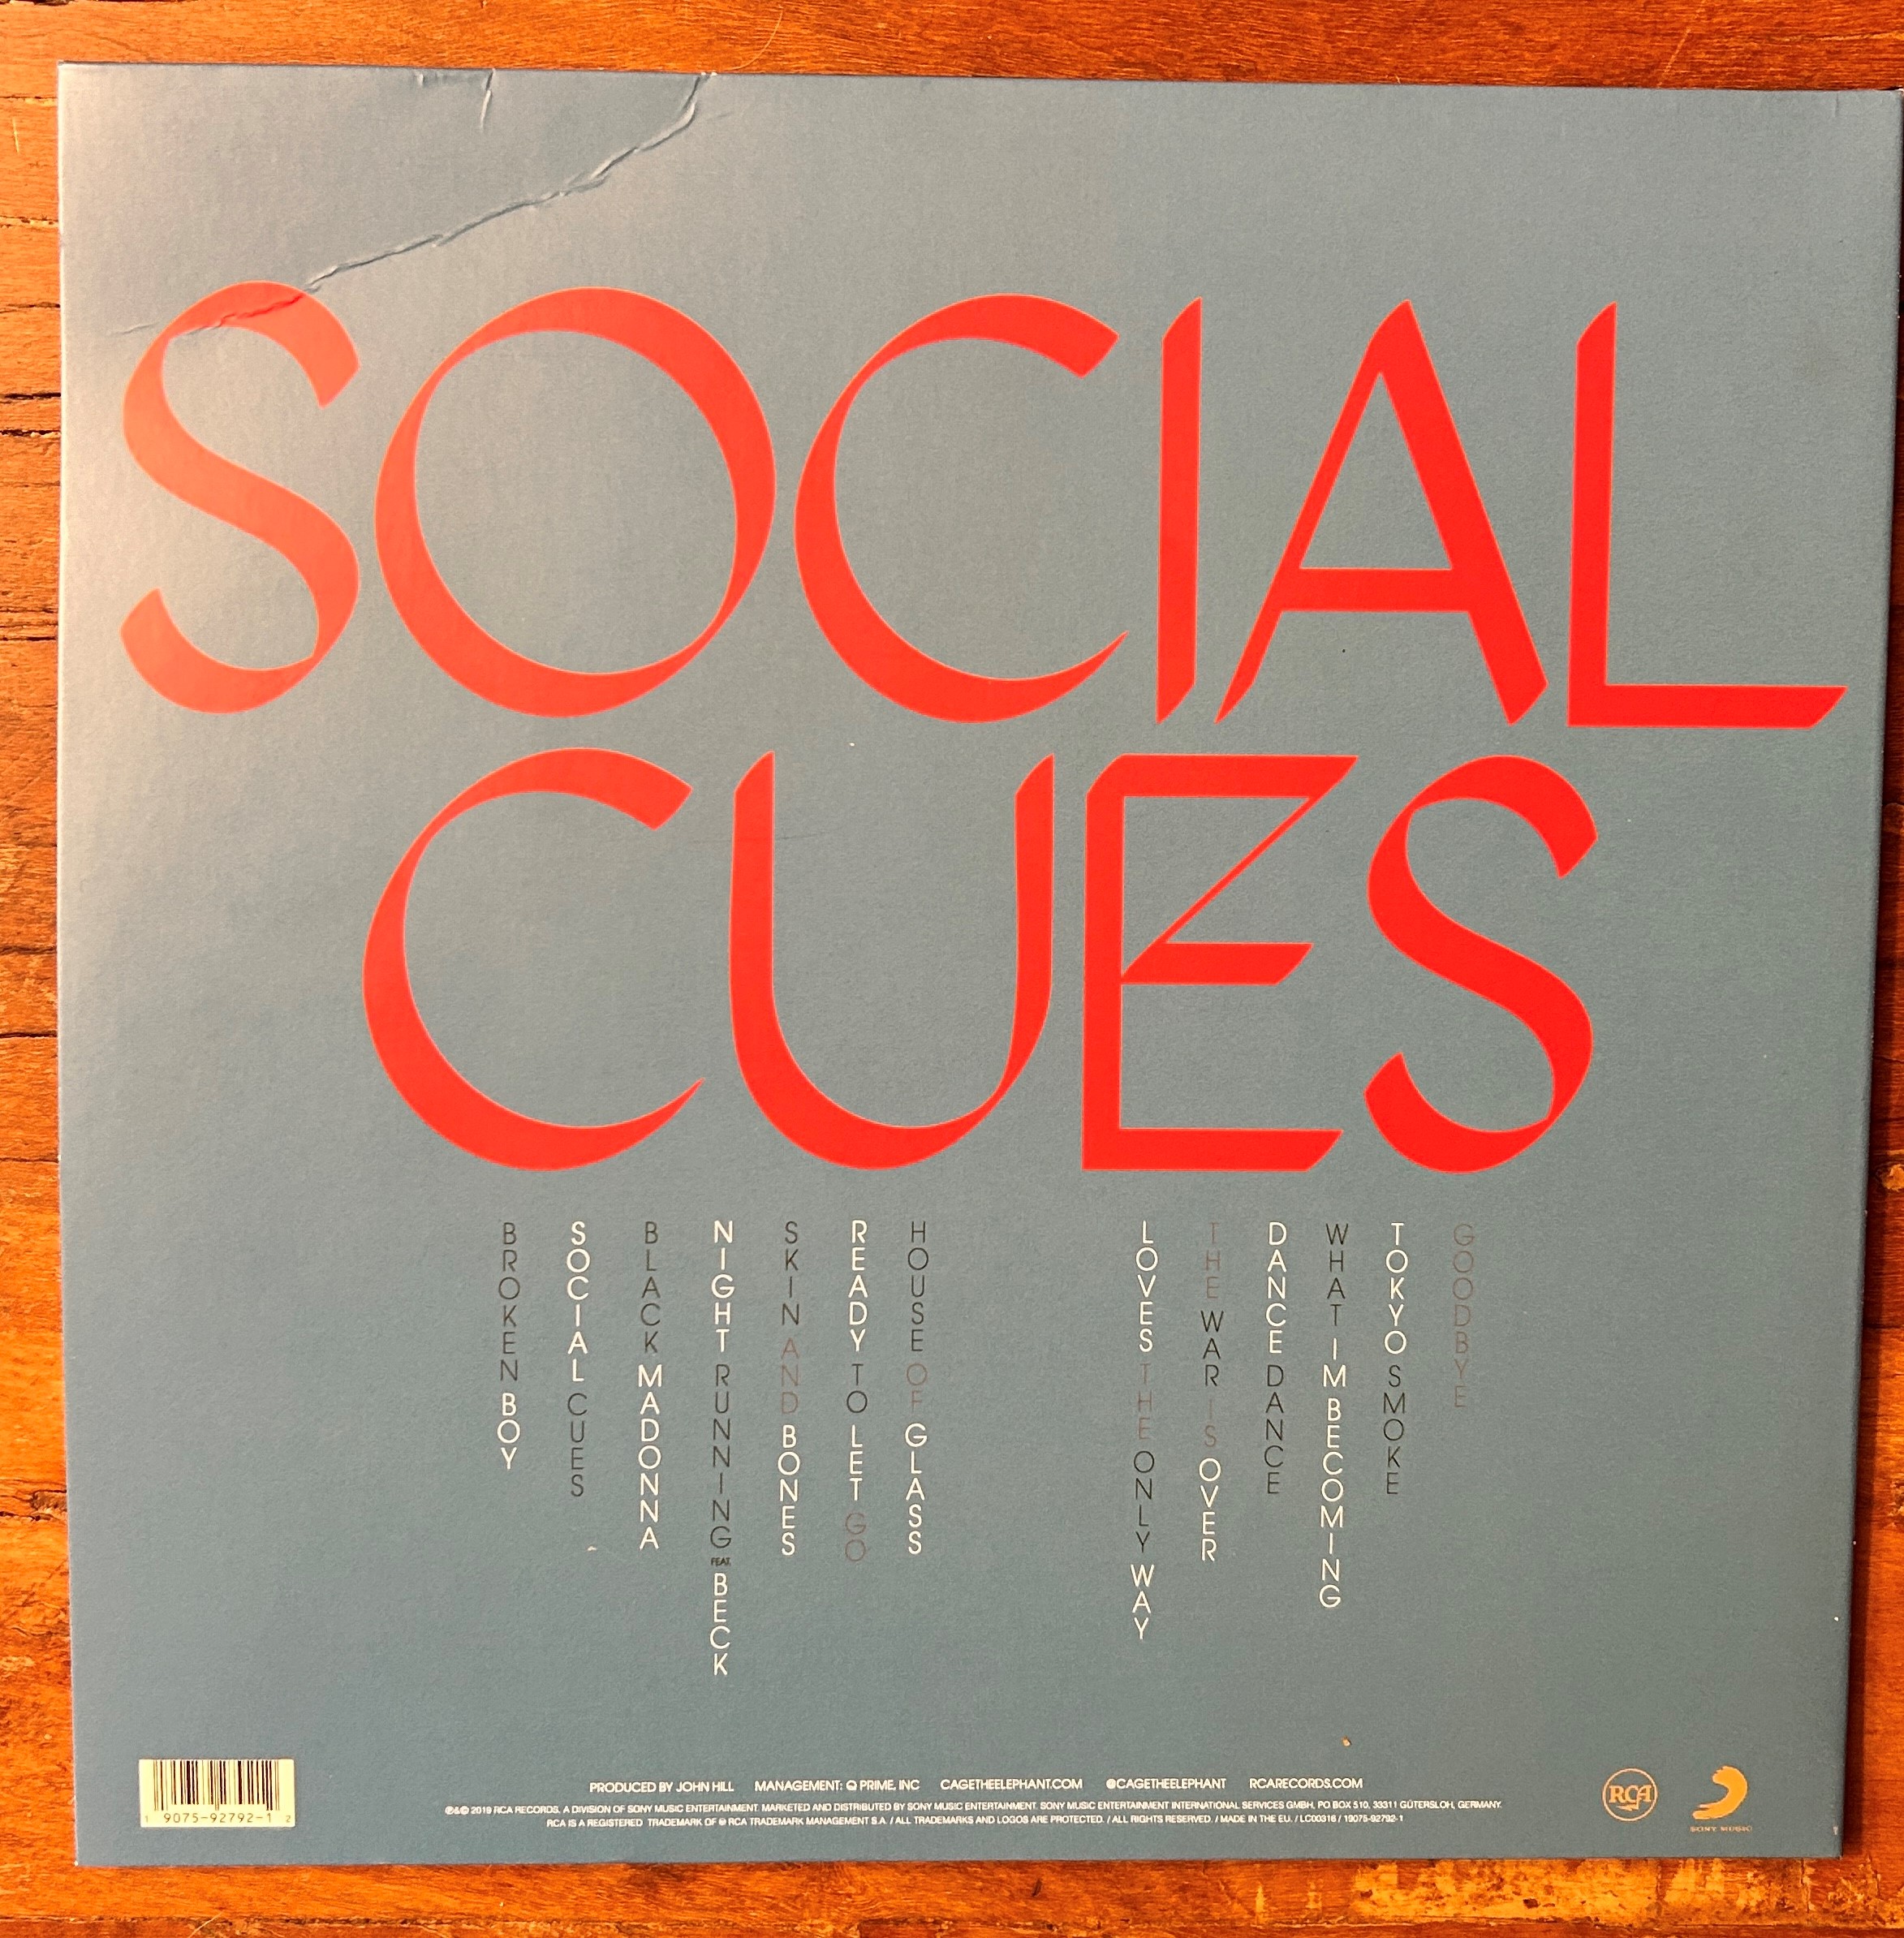 SOCIAL
CUES
BROKEN BOY
SOCIAL CUES
BLACK MADONNA
NIGHT RUNNING FEAT. BECK
SKIN AND BONES
READY TO LET GO
HOUSE OF GLASS
LOVES THE ONLY WAY
THE WAR IS OVER
DANCE DANCE
WHAT IM BECOMING
TOKYO SMOKE
GOODBYE
1 9075-92792-1 2
PRODUCED BY JOHN HILL MANAGEMENT: Q PRIME, INC CAGETHEELEPHANT.COM @CAGETHEELEPHANT RCARECORDS.COM
℗&© 2019 RCA RECORDS, A DIVISION OF SONY MUSIC ENTERTAINMENT. MARKETED AND DISTRIBUTED BY SONY MUSIC ENTERTAINMENT. SONY MUSIC ENTERTAINMENT INTERNATIONAL SERVICES GMBH, PO BOX 510, 33311 GÜTERSLOH, GERMANY.
RCA IS A REGISTERED TRADEMARK OF ® RCA TRADEMARK MANAGEMENT S.A. / ALL TRADEMARKS AND LOGOS ARE PROTECTED. / ALL RIGHTS RESERVED. / MADE IN THE EU. / LC00316 / 19075-92792-1
RCA
SONY MUSIC